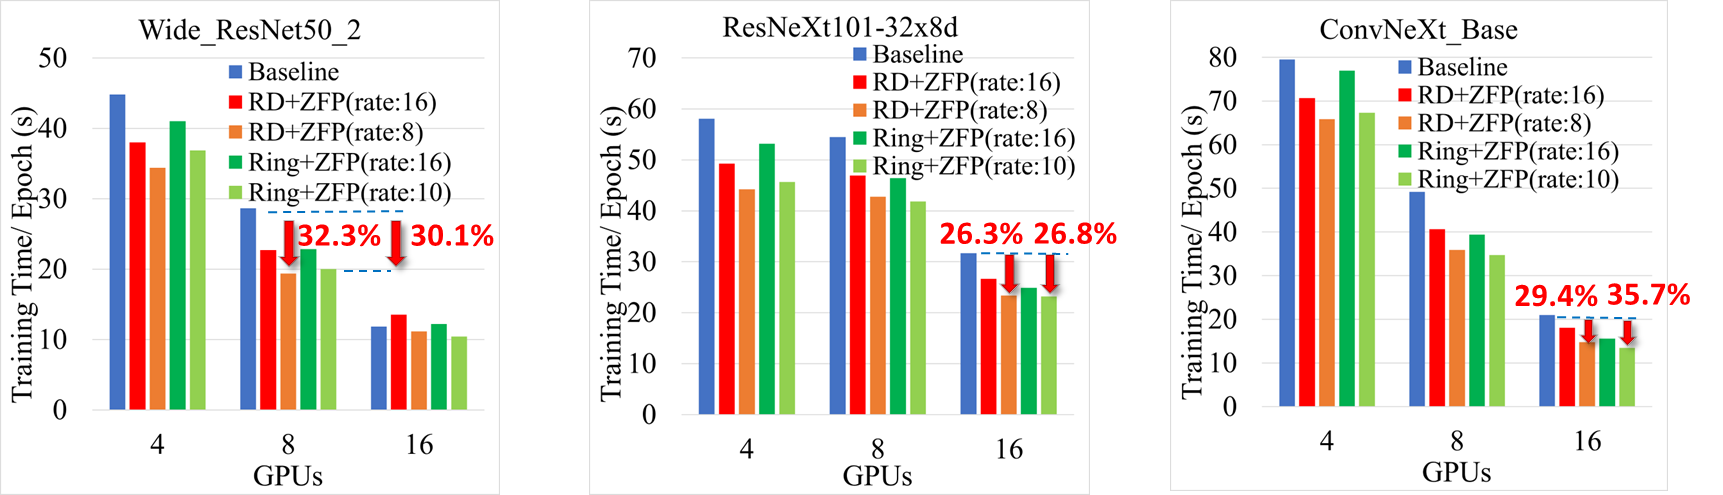 Wide_ResNet50_2
Training Time/ Epoch (s)
50
40
30
20
10
0
Baseline
RD+ZFP(rate:16)
RD+ZFP(rate:8)
Ring+ZFP(rate:16)
Ring+ZFP(rate:10)
32.3% 30.1%
4 8 16
GPUs
ResNeXt101-32x8d
Training Time/ Epoch (s)
70
60
50
40
30
20
10
0
Baseline
RD+ZFP(rate:16)
RD+ZFP(rate:8)
Ring+ZFP(rate:16)
Ring+ZFP(rate:10)
26.3% 26.8%
4 8 16
GPUs
ConvNeXt_Base
Training Time/ Epoch (s)
80
70
60
50
40
30
20
10
0
Baseline
RD+ZFP(rate:16)
RD+ZFP(rate:8)
Ring+ZFP(rate:16)
Ring+ZFP(rate:10)
29.4% 35.7%
4 8 16
GPUs